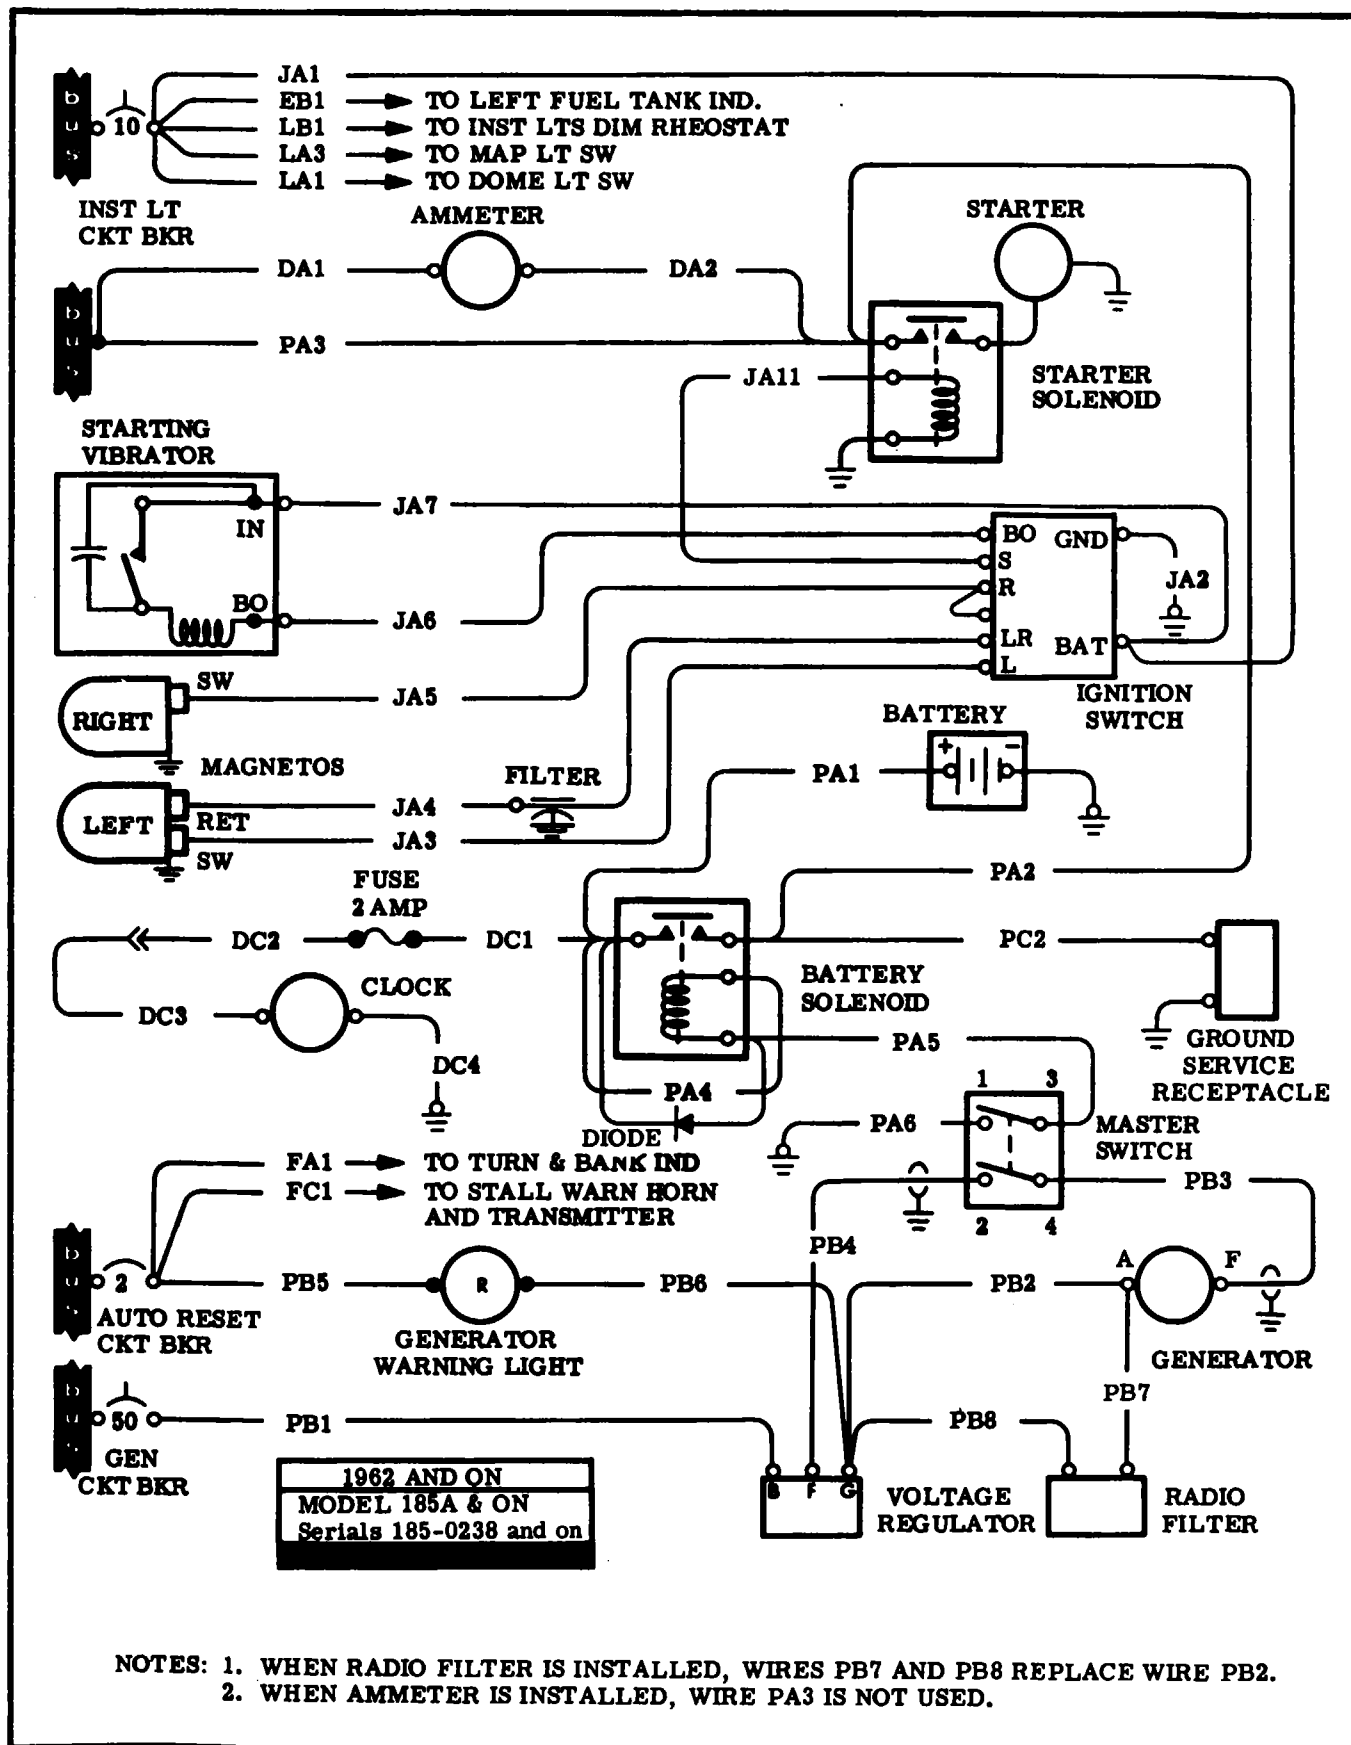 JA1
bus 10 EB1 TO LEFT FUEL TANK IND.
LB1 TO INST LTS DIM RHEOSTAT
LA3 TO MAP LT SW
LA1 TO DOME LT SW
INST LT
CKT BKR
AMMETER
STARTER
DA1 DA2
bus
PA3
JA11
STARTER
SOLENOID
STARTING
VIBRATOR
IN
JA7
BO GND
S
R
JA2
BO
JA6
LR BAT
L
IGNITION
SWITCH
SW
RIGHT
JA5
BATTERY
+ -
MAGNETOS
FILTER
PA1
LEFT
RET
JA4
JA3
SW
FUSE
2 AMP
PA2
DC2 DC1 PC2
BATTERY
SOLENOID
CLOCK
DC3
DC4
PA5
GROUND
SERVICE
RECEPTACLE
PA4
1 3
DIODE
PA6
MASTER
SWITCH
FA1 TO TURN & BANK IND
FC1 TO STALL WARN HORN
AND TRANSMITTER
PB3
2 4
PB4
bus 2
PB5 R PB6 PB2 A F
AUTO RESET
CKT BKR
GENERATOR
WARNING LIGHT
GENERATOR
PB7
bus 50
PB1 PB8
GEN
CKT BKR
1962 AND ON
MODEL 185A & ON
Serials 185-0238 and on
B F G
VOLTAGE
REGULATOR
RADIO
FILTER
NOTES: 1. WHEN RADIO FILTER IS INSTALLED, WIRES PB7 AND PB8 REPLACE WIRE PB2.
2. WHEN AMMETER IS INSTALLED, WIRE PA3 IS NOT USED.